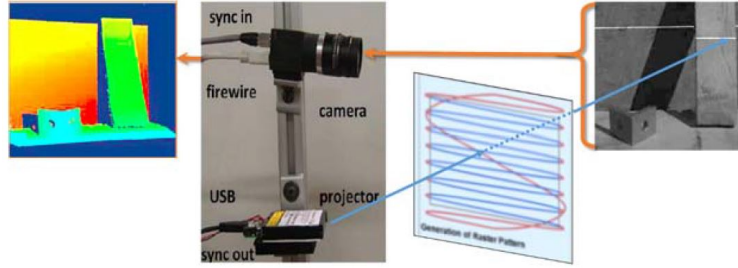 sync in
firewire
camera
USB
projector
sync out
Generation of Raster Pattern